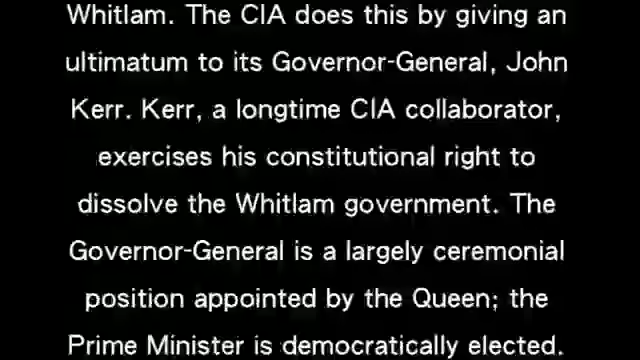 Whitlam. The CIA does this by giving an
ultimatum to its Governor-General, John
Kerr. Kerr, a longtime CIA collaborator,
exercises his constitutional right to
dissolve the Whitlam government. The
Governor-General is a largely ceremonial
position appointed by the Queen; the
Prime Minister is democratically elected.